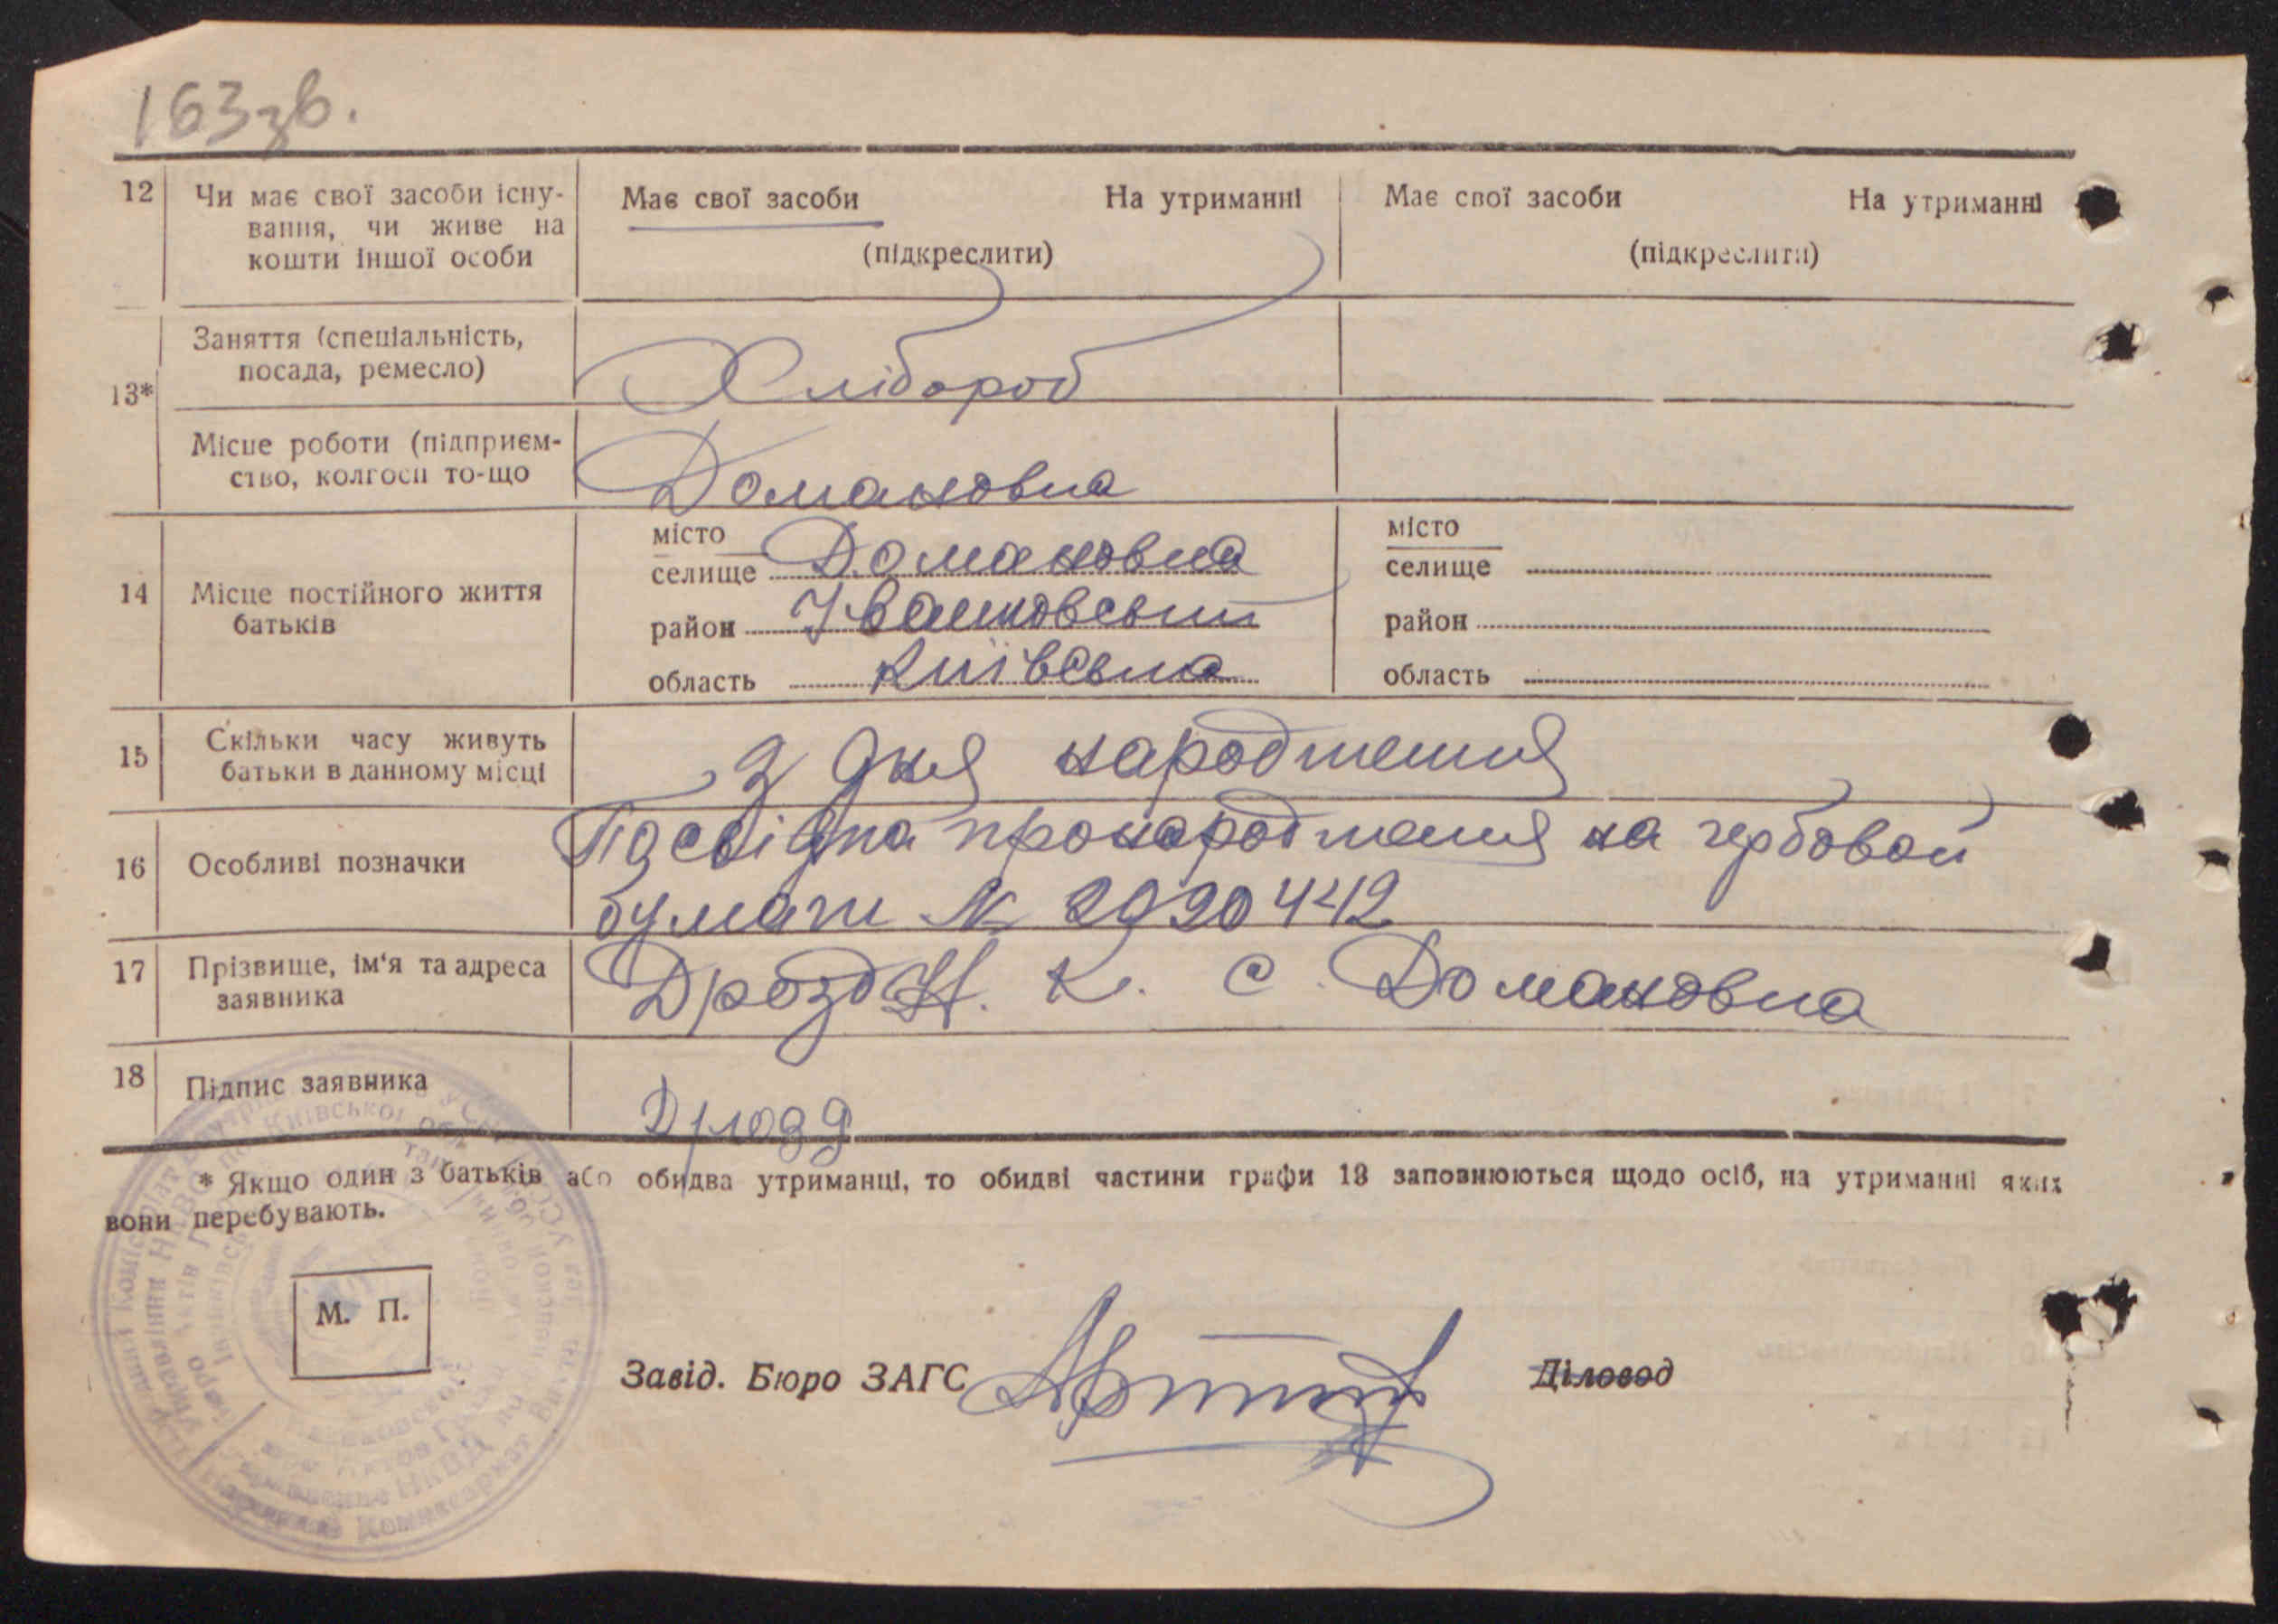 163зв.
12 Чи має свої засоби існу-
вання, чи живе на
кошти іншої особи
Має свої засоби На утриманні
(підкреслити)
Має свої засоби На утриманні
(підкреслити)
13*
Заняття (спеціальність,
посада, ремесло)
Хлібороб
Місце роботи (підприєм-
ство, колгосп то-що
Домановка
14 Місце постійного життя
батьків
місто
селище Домановка
район Іванковський
область Київська
місто
селище
район
область
15 Скільки часу живуть
батьки в данному місці
З дня народження
16 Особливі позначки
про народження на гербовой
бумаги № 2920442
17 Прізвище, ім'я та адреса
заявника
Дрозд Н. К. с. Домановка
18 Підпис заявника
Дрозд
* Якщо один з батьків або обидва утриманці, то обидві частини графи 13 заповнюються щодо осіб, на утриманні яких
вони перебувають.
М. П.
Завід. Бюро ЗАГС
Діловод